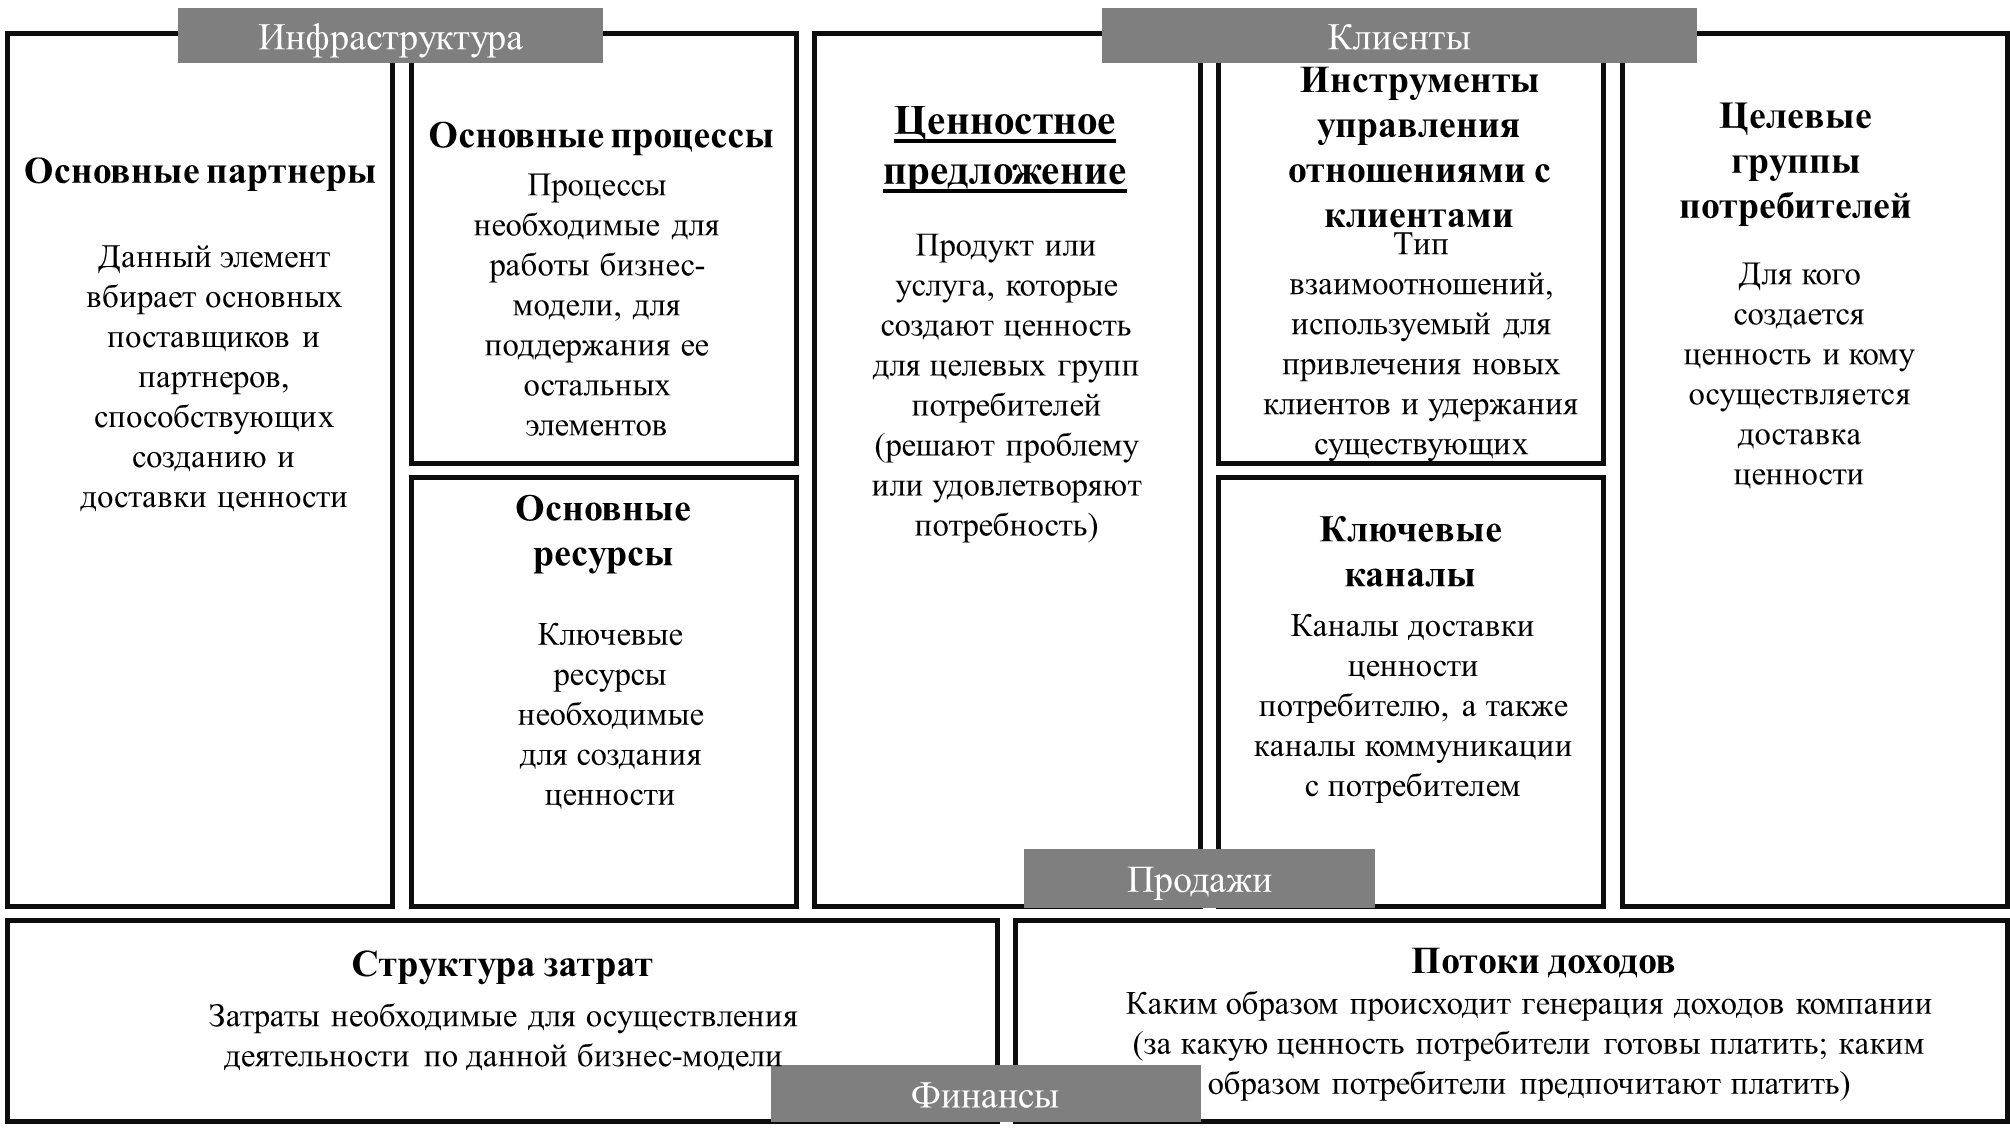 Инфраструктура
Клиенты
Основные партнеры
Данный элемент
вбирает основных
поставщиков и
партнеров,
способствующих
созданию и
доставки ценности
Основные процессы
Процессы
необходимые для
работы бизнес-
модели, для
поддержания ее
остальных
элементов
Основные
ресурсы
Ключевые
ресурсы
необходимые
для создания
ценности
Ценностное
предложение
Продукт или
услуга, которые
создают ценность
для целевых групп
потребителей
(решают проблему
или удовлетворяют
потребность)
Инструменты
управления
отношениями с
клиентами
Тип
взаимоотношений,
используемый для
привлечения новых
клиентов и удержания
существующих
Ключевые
каналы
Каналы доставки
ценности
потребителю, а также
каналы коммуникации
с потребителем
Целевые
группы
потребителей
Для кого
создается
ценность и кому
осуществляется
доставка
ценности
Продажи
Структура затрат
Затраты необходимые для осуществления
деятельности по данной бизнес-модели
Потоки доходов
Каким образом происходит генерация доходов компании
(за какую ценность потребители готовы платить; каким
образом потребители предпочитают платить)
Финансы